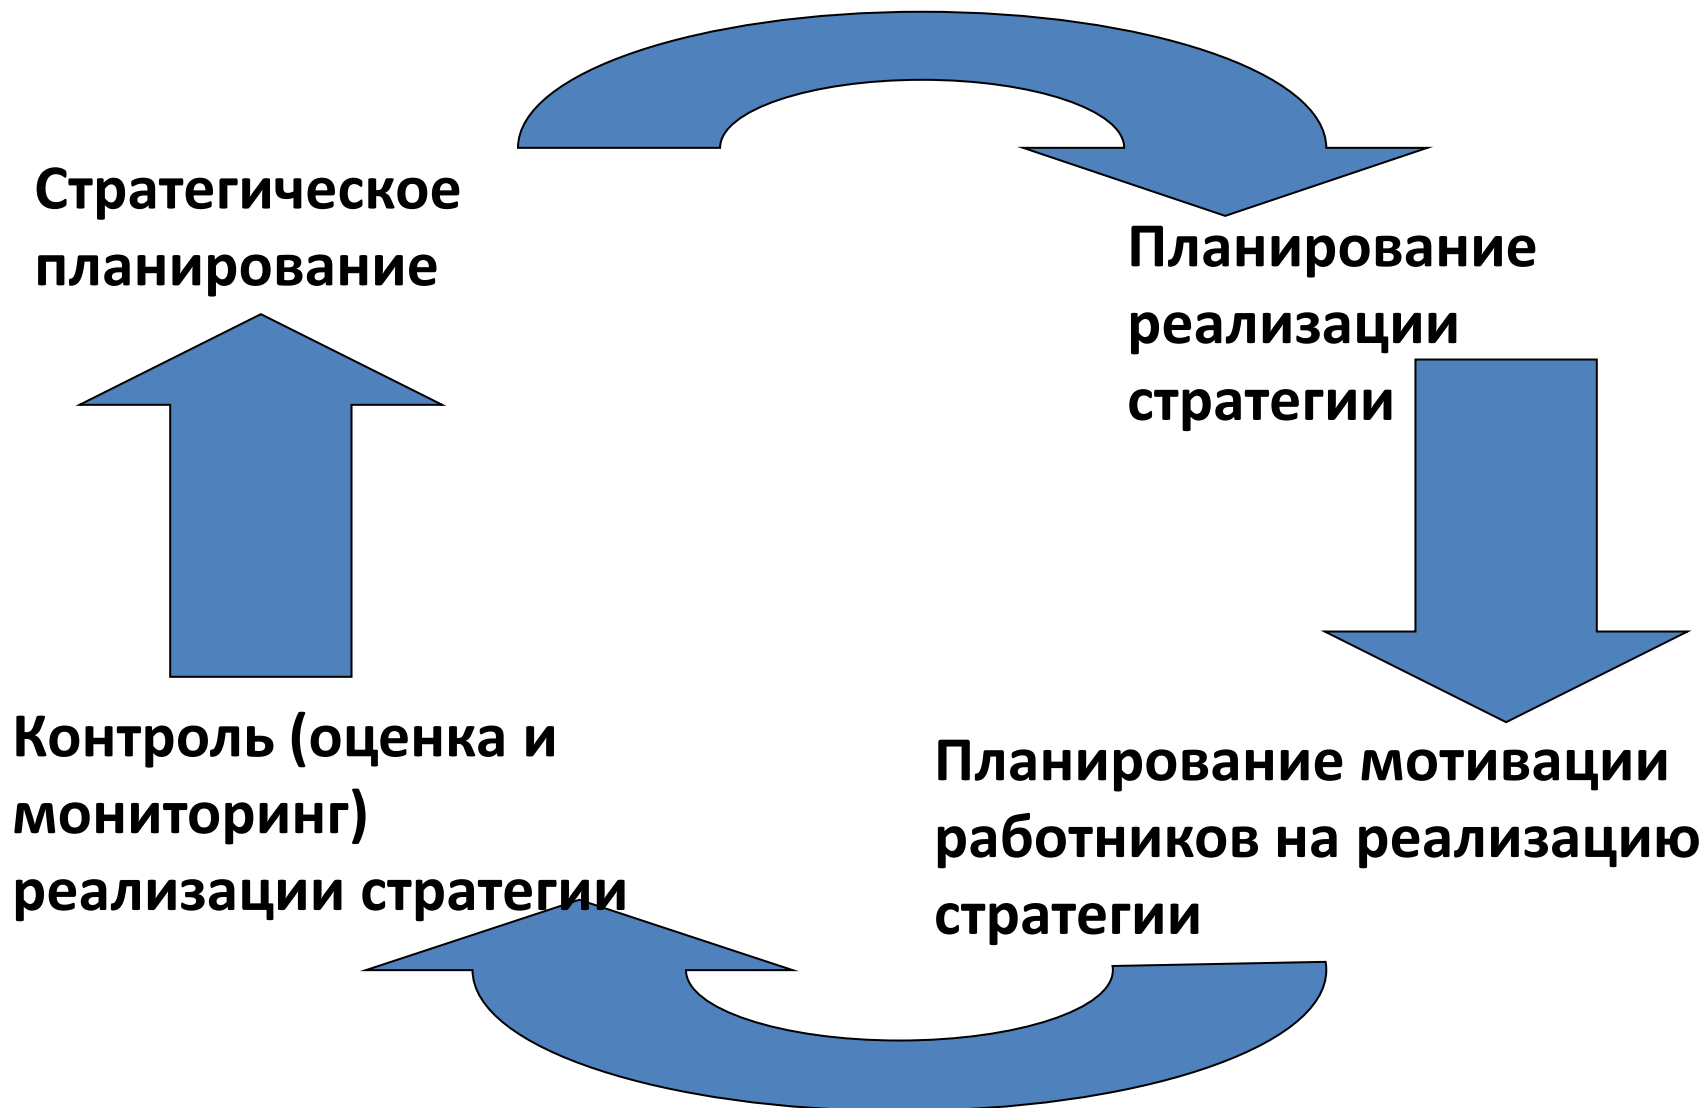 Стратегическое
планирование
Планирование
реализации
стратегии
Планирование мотивации
работников на реализацию
стратегии
Контроль (оценка и
мониторинг)
реализации стратегии